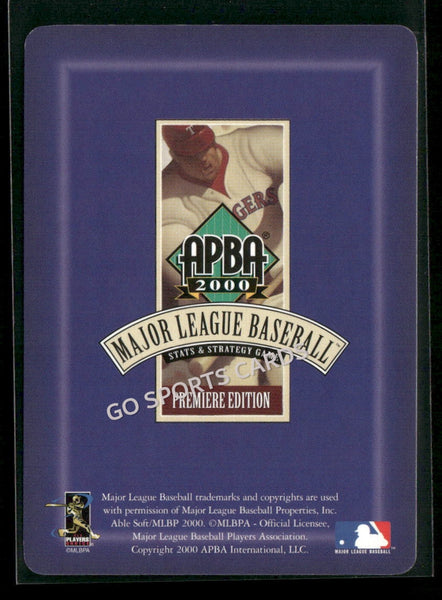 T
GERS
APBA®
2000
MAJOR LEAGUE BASEBALL™
STATS & STRATEGY GAME
GO SPORTS CARDS
PREMIERE EDITION
Major League Baseball trademarks and copyrights are used
with permission of Major League Baseball Properties, Inc.
Able Soft/MLBP 2000. ©MLBPA - Official Licensee,
Major League Baseball Players Association.
Copyright 2000 APBA International, LLC.
PLAYERS
©MLBPA
MAJOR LEAGUE BASEBALL™